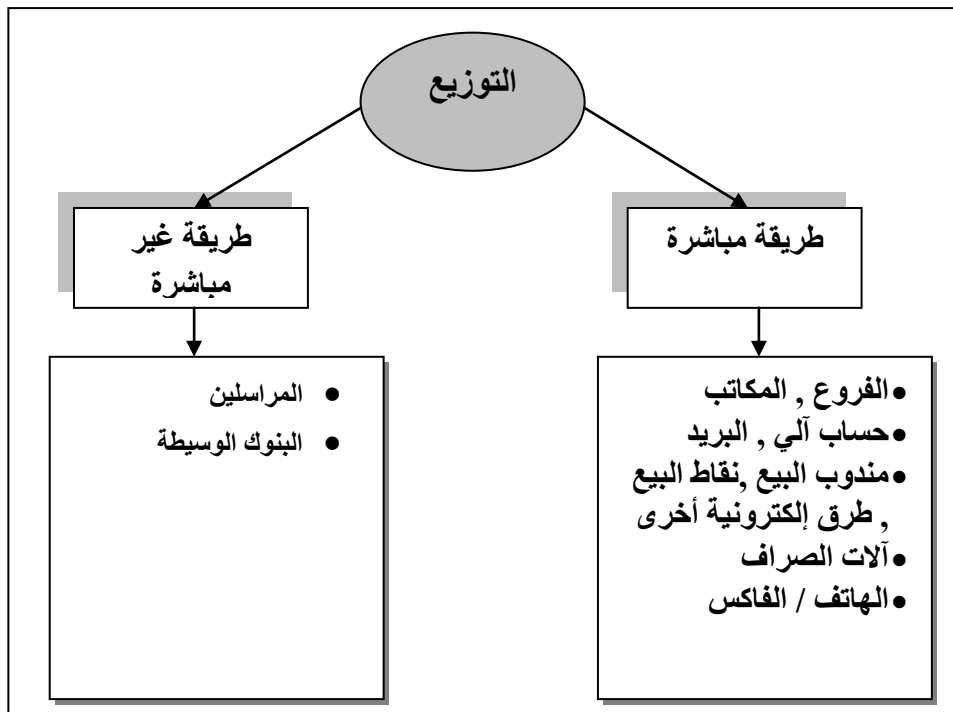 التوزيع
طريقة مباشرة
طريقة غير
مباشرة
•الفروع , المكاتب
•حساب آلي , البريد
•مندوب البيع ,نقاط البيع
, طرق إلكترونية أخرى
•آلات الصراف
•الهاتف / الفاكس
• المراسلين
• البنوك الوسيطة